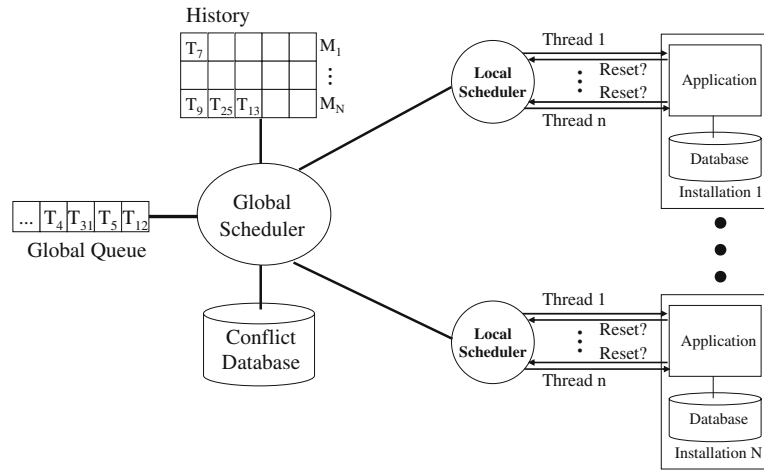 History
T7 M1
⋮
T9 T25 T13 MN
Global Scheduler
... T4 T31 T5 T12
Global Queue
Conflict Database
Local Scheduler
Thread 1
Reset?
⋮
Reset?
Thread n
Application
Database
Installation 1
Local Scheduler
Thread 1
Reset?
⋮
Reset?
Thread n
Application
Database
Installation N